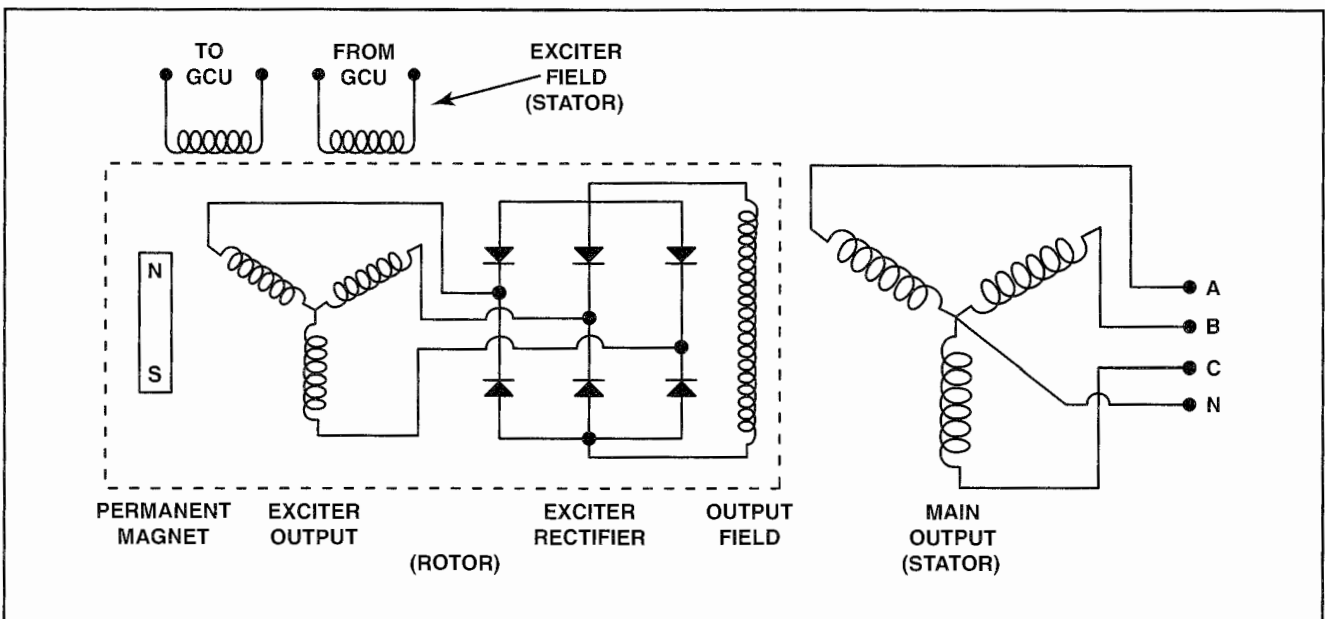 TO
GCU
FROM
GCU
EXCITER
FIELD
(STATOR)
N
S
A
B
C
N
PERMANENT
MAGNET
EXCITER
OUTPUT
(ROTOR)
EXCITER
RECTIFIER
OUTPUT
FIELD
MAIN
OUTPUT
(STATOR)